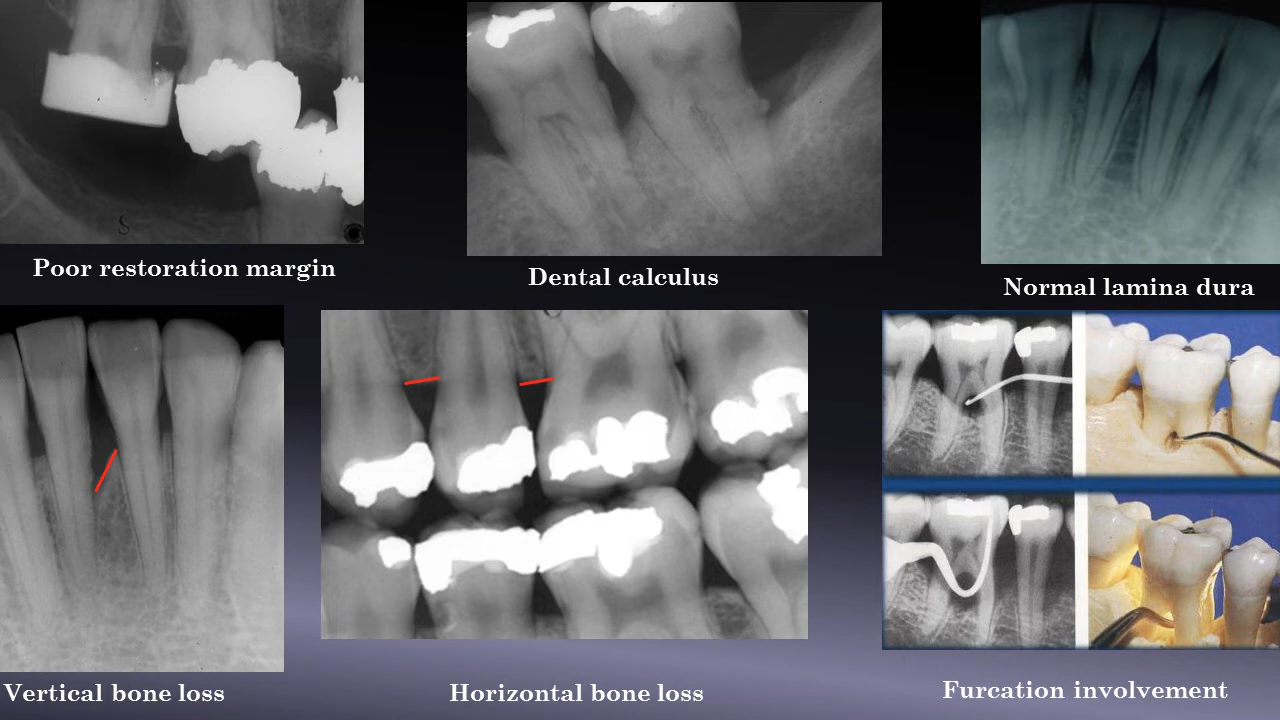 Poor restoration margin
Dental calculus
Normal lamina dura
Vertical bone loss
Horizontal bone loss
Furcation involvement